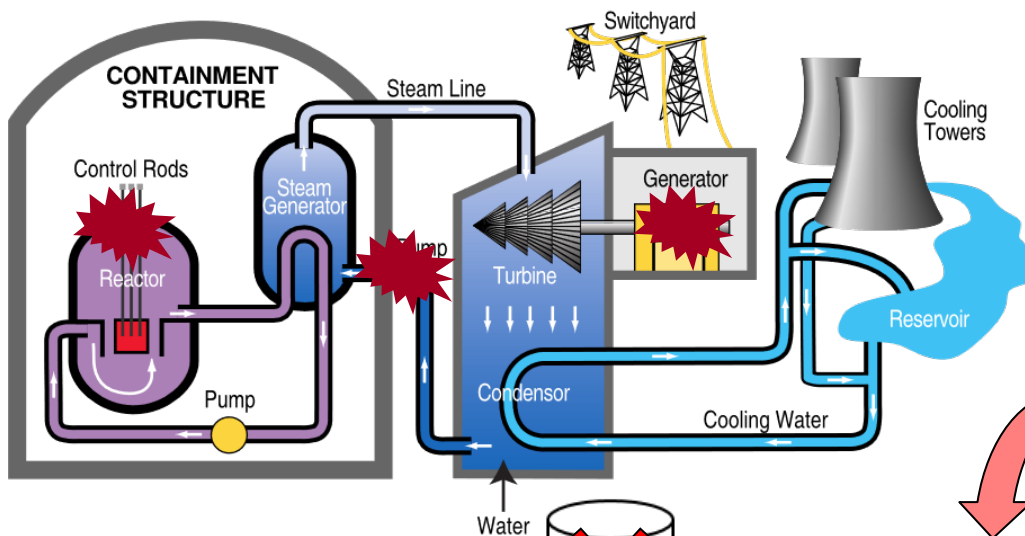 Switchyard
CONTAINMENT
STRUCTURE
Steam Line
Cooling
Towers
Control Rods
Steam
Generator
Generator
Reactor
Turbine
Reservoir
Condensor
Pump
Cooling Water
Water